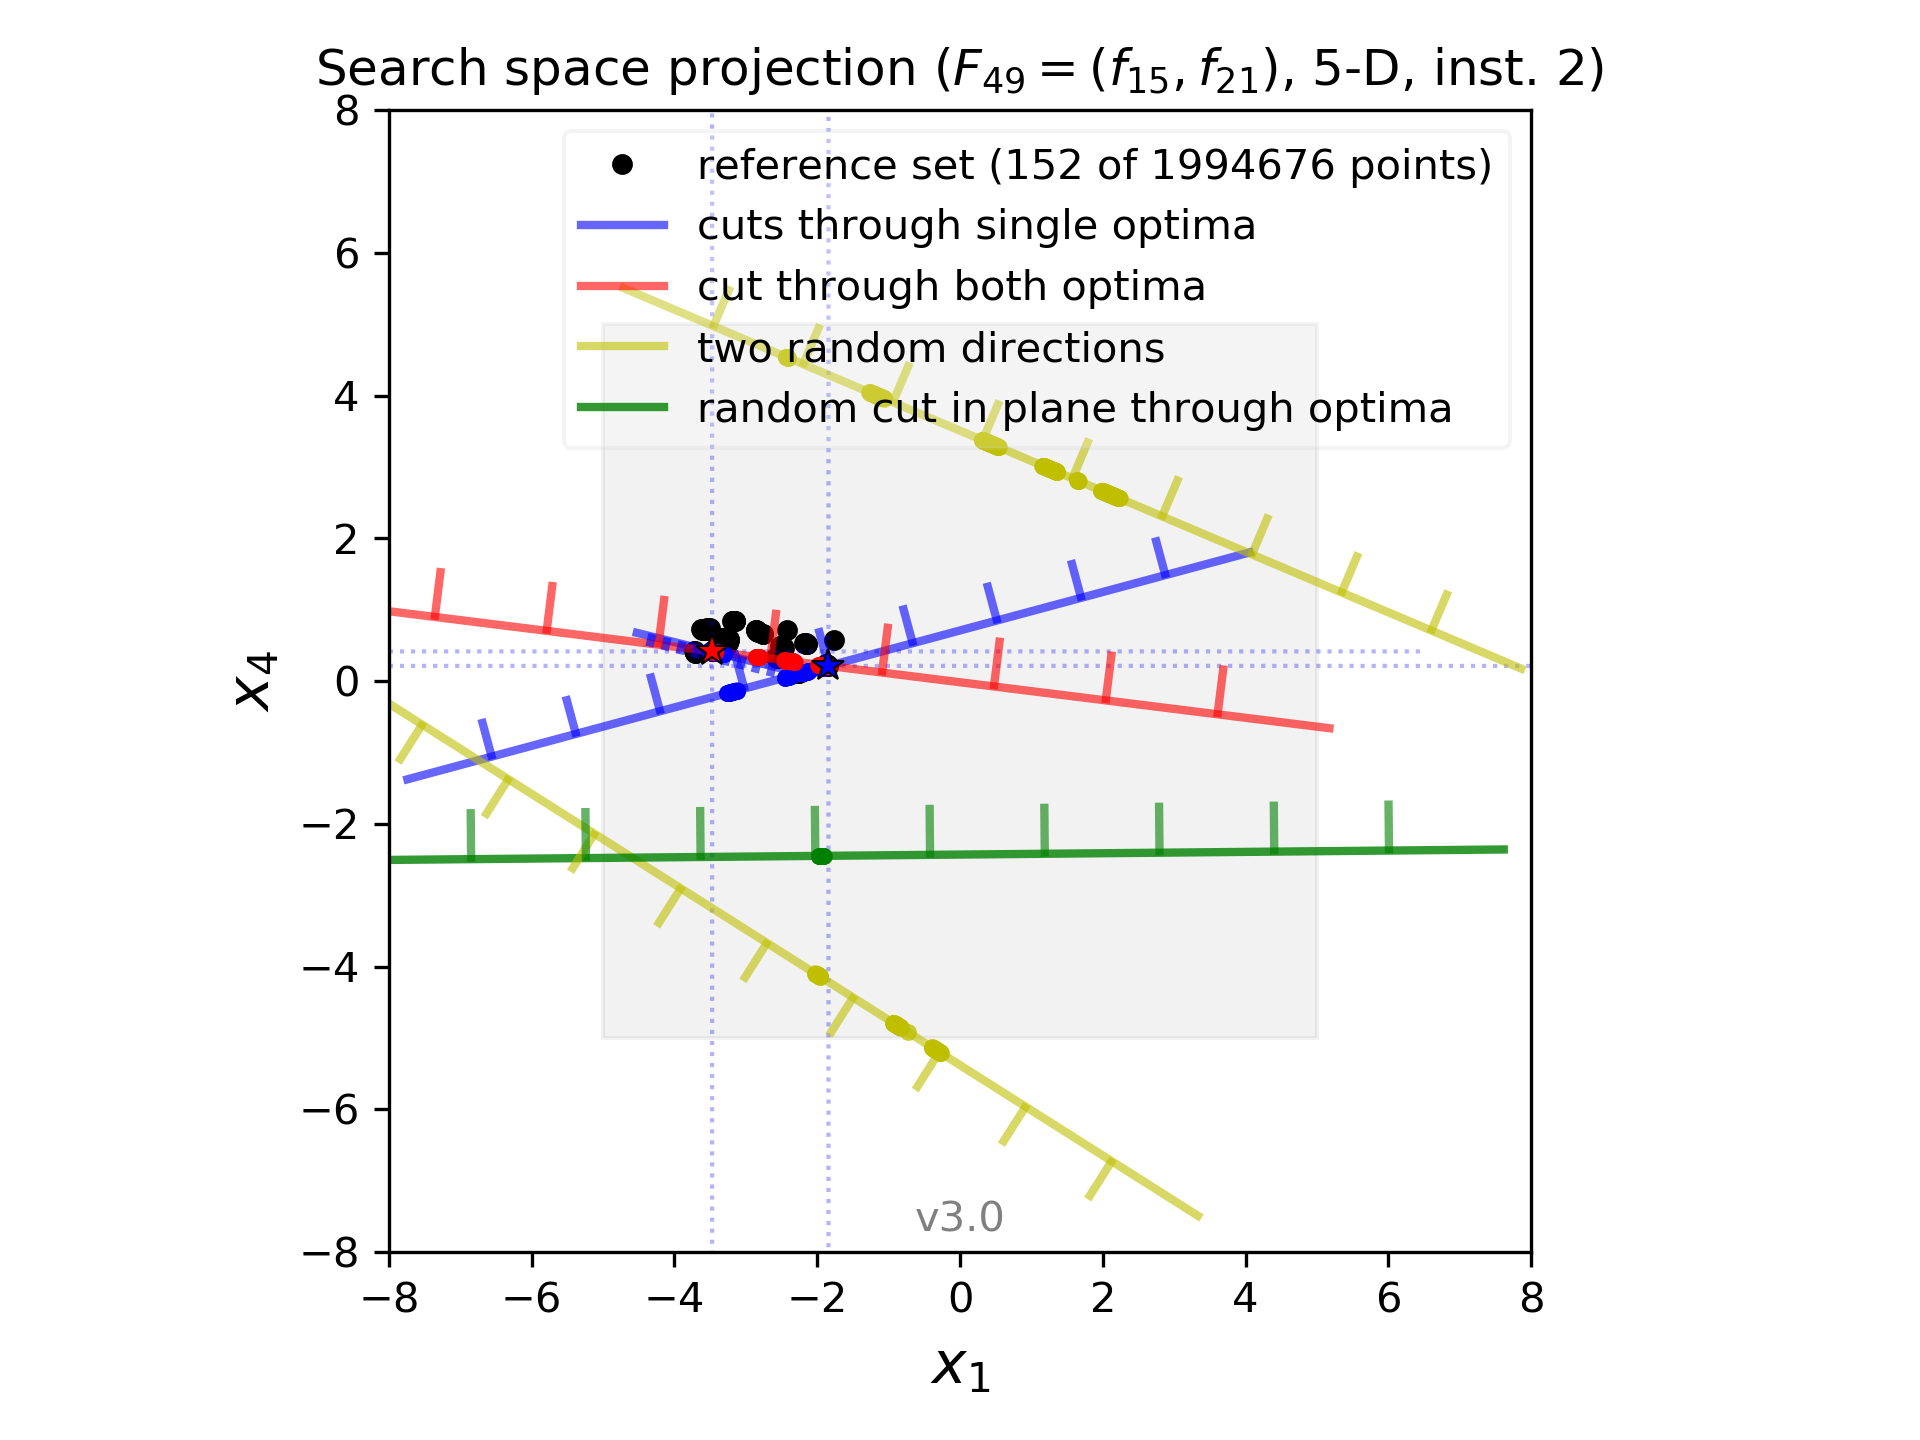 Search space projection (F49 = (f15, f21), 5-D, inst. 2)
8
reference set (152 of 1994676 points)
cuts through single optima
6
cut through both optima
two random directions
4
random cut in plane through optima
2
x4
0
−2
−4
−6
v3.0
−8
−8 −6 −4 −2 0 2 4 6 8
x1